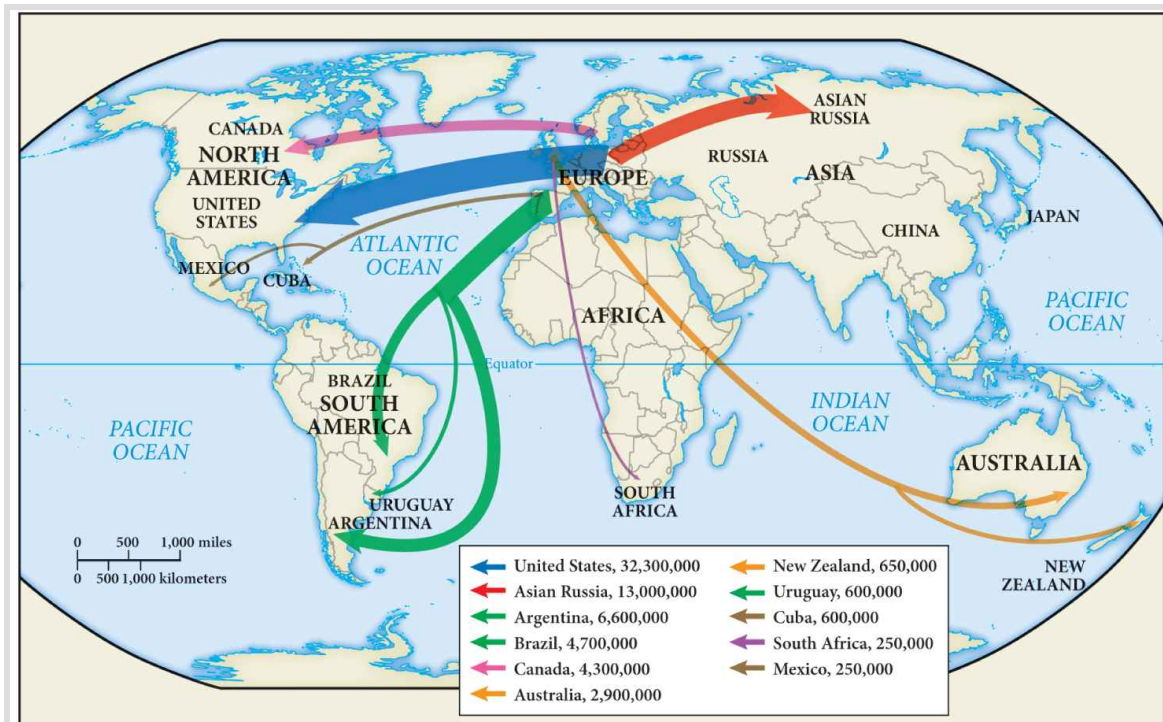 ASIAN
RUSSIA
CANADA
NORTH
AMERICA
UNITED
STATES
RUSSIA
ASIA
EUROPE
JAPAN
CHINA
ATLANTIC
OCEAN
MEXICO
CUBA
PACIFIC
OCEAN
AFRICA
Equator
BRAZIL
SOUTH
AMERICA
INDIAN
OCEAN
PACIFIC
OCEAN
AUSTRALIA
SOUTH
AFRICA
URUGUAY
ARGENTINA
0 500 1,000 miles
0 500 1,000 kilometers
NEW
ZEALAND
United States, 32,300,000
Asian Russia, 13,000,000
Argentina, 6,600,000
Brazil, 4,700,000
Canada, 4,300,000
Australia, 2,900,000
New Zealand, 650,000
Uruguay, 600,000
Cuba, 600,000
South Africa, 250,000
Mexico, 250,000